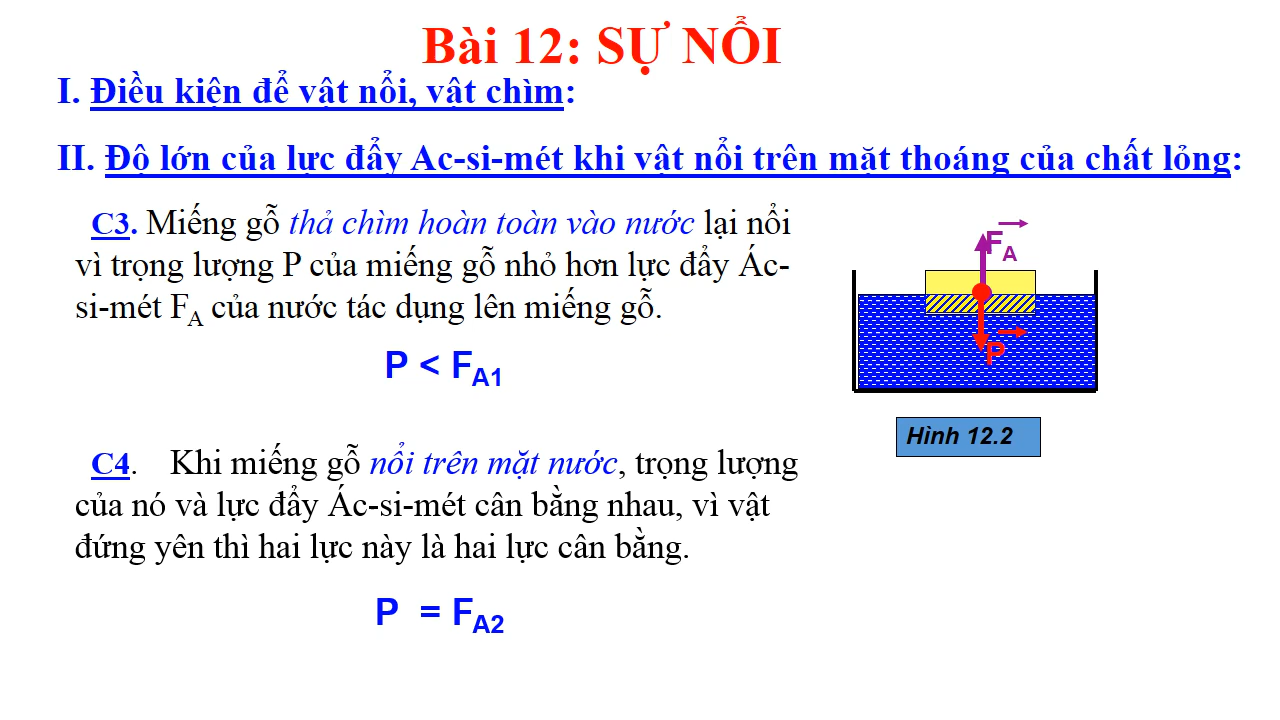 Bài 12: SỰ NỔI
I. Điều kiện để vật nổi, vật chìm:
II. Độ lớn của lực đẩy Ac-si-mét khi vật nổi trên mặt thoáng của chất lỏng:
C3. Miếng gỗ thả chìm hoàn toàn vào nước lại nổi
vì trọng lượng P của miếng gỗ nhỏ hơn lực đẩy Ác-
si-mét FA của nước tác dụng lên miếng gỗ.
P < FA1
FA
P
Hình 12.2
C4. Khi miếng gỗ nổi trên mặt nước, trọng lượng
của nó và lực đẩy Ác-si-mét cân bằng nhau, vì vật
đứng yên thì hai lực này là hai lực cân bằng.
P = FA2